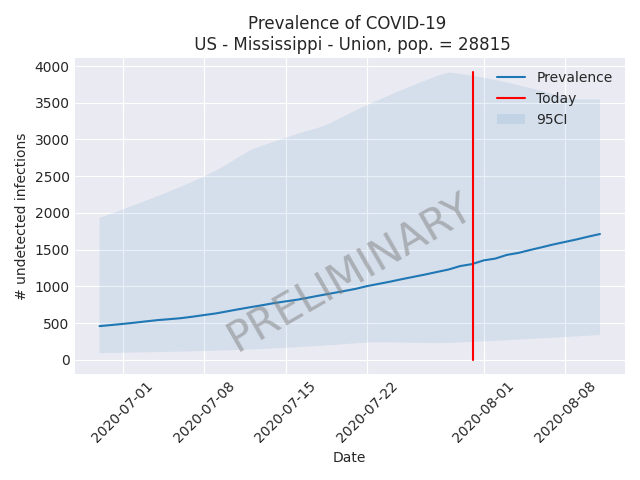 Prevalence of COVID-19
US - Mississippi - Union, pop. = 28815
4000
3500
3000
2500
2000
1500
1000
500
0
# undetected infections
Prevalence
Today
95CI
PRELIMINARY
2020-07-01
2020-07-08
2020-07-15
2020-07-22
2020-08-01
2020-08-08
Date